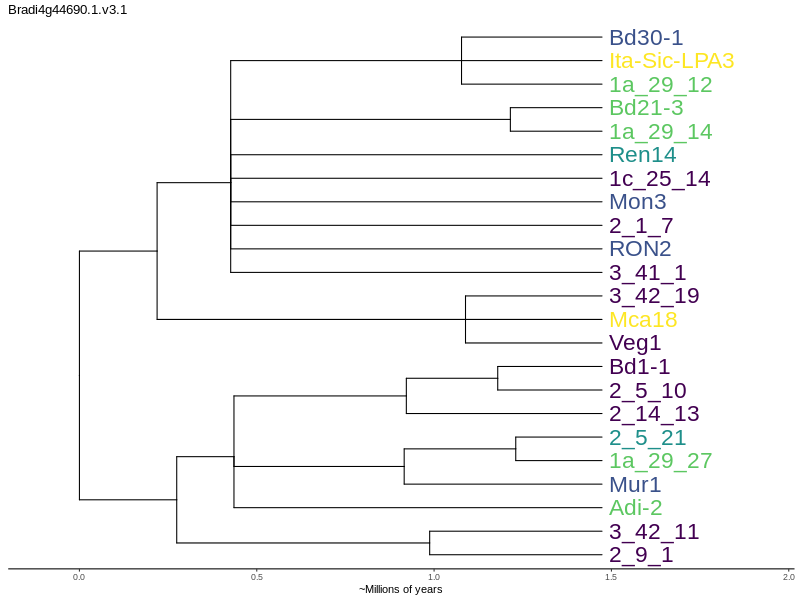 Bradi4g44690.1.v3.1
Bd30-1
Ita-Sic-LPA3
1a_29_12
Bd21-3
1a_29_14
Ren14
1c_25_14
Mon3
2_1_7
RON2
3_41_1
3_42_19
Mca18
Veg1
Bd1-1
2_5_10
2_14_13
2_5_21
1a_29_27
Mur1
Adi-2
3_42_11
2_9_1
0.0 0.5 1.0 1.5 2.0
~Millions of years